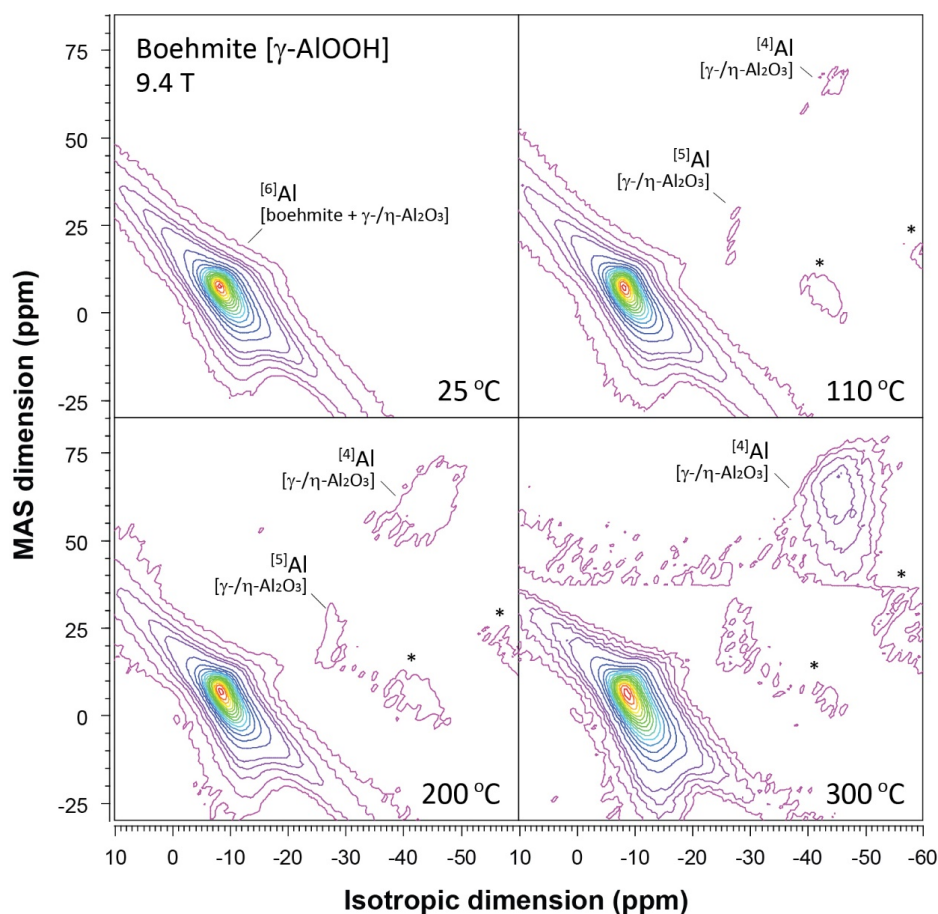 Boehmite [γ-AlOOH]
9.4 T
[6]Al
[boehmite + γ-/η-Al₂O₃]
25 °C
[4]Al
[γ-/η-Al₂O₃]
[5]Al
[γ-/η-Al₂O₃]
*
*
110 °C
[4]Al
[γ-/η-Al₂O₃]
[5]Al
[γ-/η-Al₂O₃]
*
*
200 °C
[4]Al
[γ-/η-Al₂O₃]
*
*
300 °C
75
50
25
0
-25
75
50
25
0
-25
MAS dimension (ppm)
10 0 -10 -20 -30 -40 -50 10 0 -10 -20 -30 -40 -50 -60
Isotropic dimension (ppm)